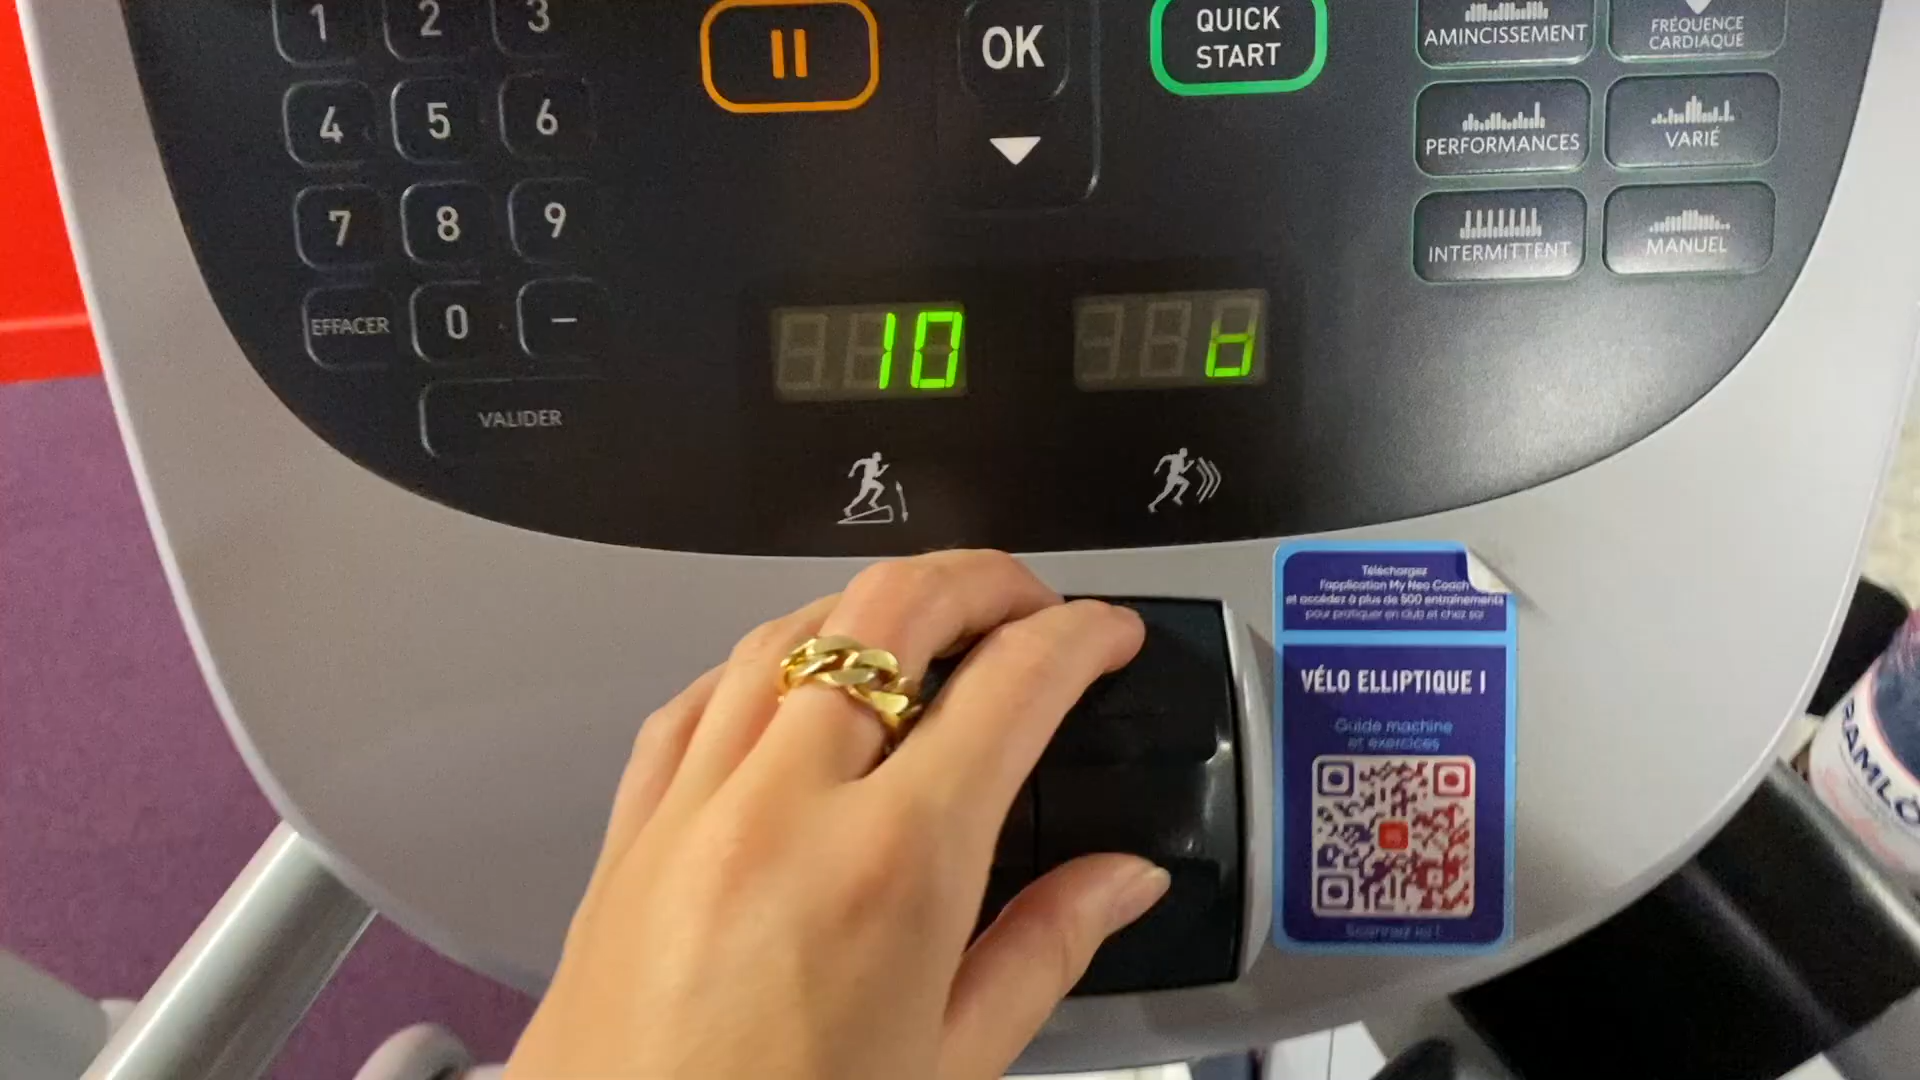 1 2 3
QUICK
START
OK
AMINCISSEMENT
FRÉQUENCE
CARDIAQUE
4 5 6
PERFORMANCES
VARIÉ
7 8 9
INTERMITTENT
MANUEL
EFFACER 0 –
10
VALIDER
Téléchargez
l'application My Neo Coach
et accédez à plus de 500 entraînements
pour pratiquer en club et chez soi
VÉLO ELLIPTIQUE I
Guide machine
et exercices
Scannez ici !